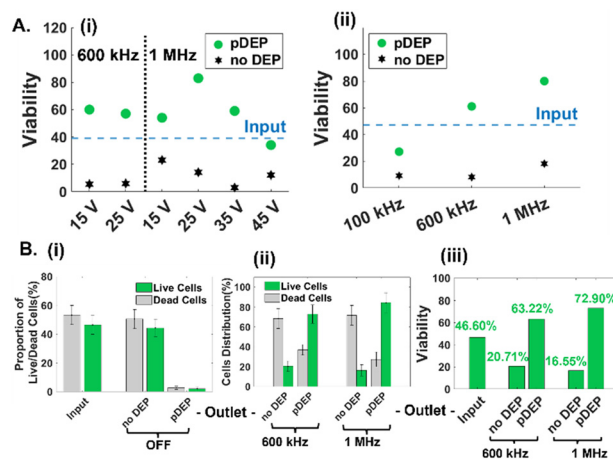 A.
(i)
600 kHz
1 MHz
pDEP
no DEP
Viability
100
80
60
40
20
0
Input
15 V
25 V
15 V
25 V
35 V
45 V
(ii)
pDEP
no DEP
Viability
100
80
60
40
20
0
Input
100 kHz
600 kHz
1 MHz
B.
(i)
Live Cells
Dead Cells
Proportion of
Live/Dead Cells(%)
80
60
40
20
0
Input
no DEP
pDEP
OFF
- Outlet -
(ii)
Live Cells
Dead Cells
Cells Distribution(%)
100
80
60
40
20
0
no DEP
pDEP
no DEP
pDEP
600 kHz
1 MHz
- Outlet -
(iii)
Viability
100
80
60
40
20
0
46.60%
20.71%
63.22%
16.55%
72.90%
Input
no DEP
pDEP
no DEP
pDEP
600 kHz
1 MHz